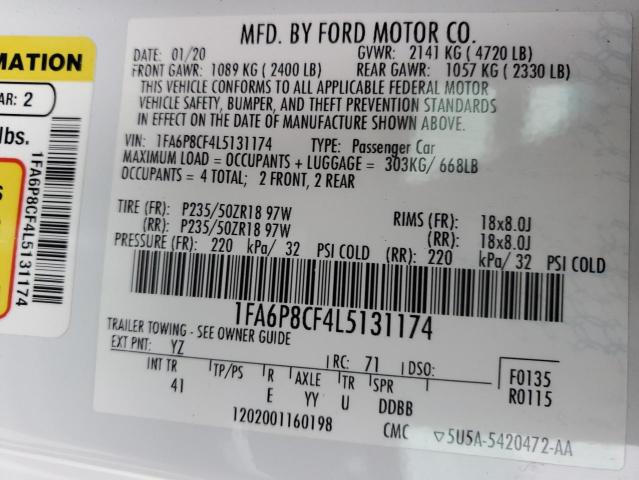 MATION
AR: 2
lbs.
S
1FA6P8CF4L5131174
MFD. BY FORD MOTOR CO.
DATE: 01/20 GVWR: 2141 KG ( 4720 LB)
FRONT GAWR: 1089 KG ( 2400 LB) REAR GAWR: 1057 KG ( 2330 LB)
THIS VEHICLE CONFORMS TO ALL APPLICABLE FEDERAL MOTOR
VEHICLE SAFETY, BUMPER, AND THEFT PREVENTION STANDARDS
IN EFFECT ON THE DATE OF MANUFACTURE SHOWN ABOVE.
VIN: 1FA6P8CF4L5131174 TYPE: Passenger Car
MAXIMUM LOAD = OCCUPANTS + LUGGAGE = 303KG/ 668LB
OCCUPANTS = 4 TOTAL; 2 FRONT, 2 REAR
TIRE (FR): P235/50ZR18 97W RIMS (FR): 18x8.0J
(RR): P235/50ZR18 97W (RR): 18x8.0J
PRESSURE (FR): 220 kPa/ 32 PSI COLD (RR): 220 kPa/ 32 PSI COLD
1FA6P8CF4L5131174
TRAILER TOWING - SEE OWNER GUIDE
EXT PNT: YZ RC: 71 DSO:
INT TR TP/PS R AXLE TR SPR F0135
41 E YY U DDBB R0115
1202001160198 CMC ▽5U5A-5420472-AA